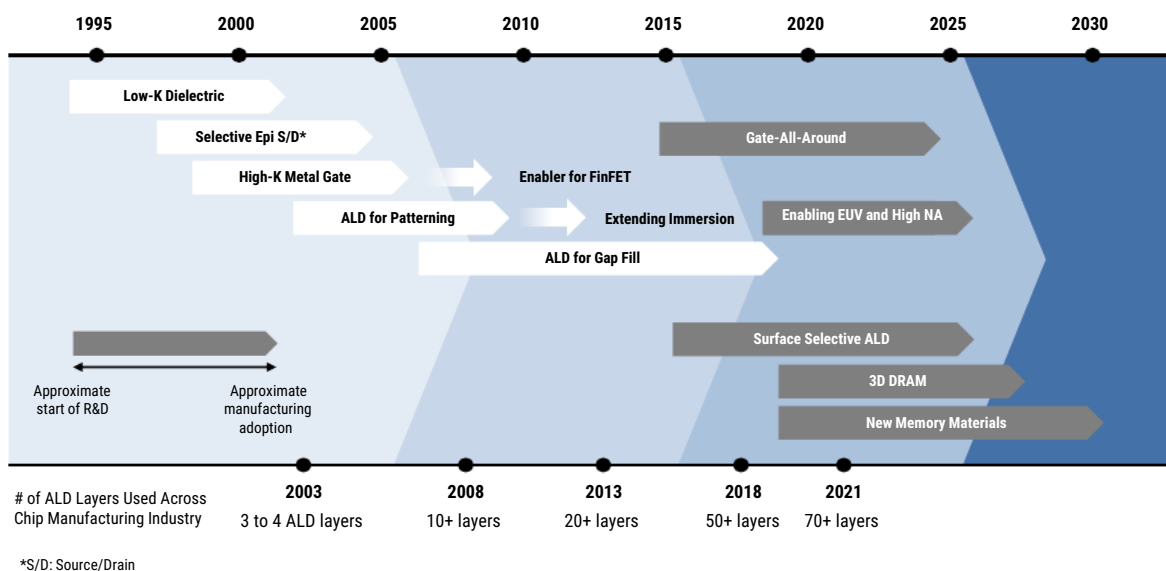 1995 2000 2005 2010 2015 2020 2025 2030
Low-K Dielectric
Selective Epi S/D*
Gate-All-Around
High-K Metal Gate
Enabler for FinFET
ALD for Patterning
Extending Immersion
Enabling EUV and High NA
ALD for Gap Fill
Surface Selective ALD
3D DRAM
New Memory Materials
Approximate
start of R&D
Approximate
manufacturing
adoption
# of ALD Layers Used Across
Chip Manufacturing Industry
2003 2008 2013 2018 2021
3 to 4 ALD layers 10+ layers 20+ layers 50+ layers 70+ layers
*S/D: Source/Drain